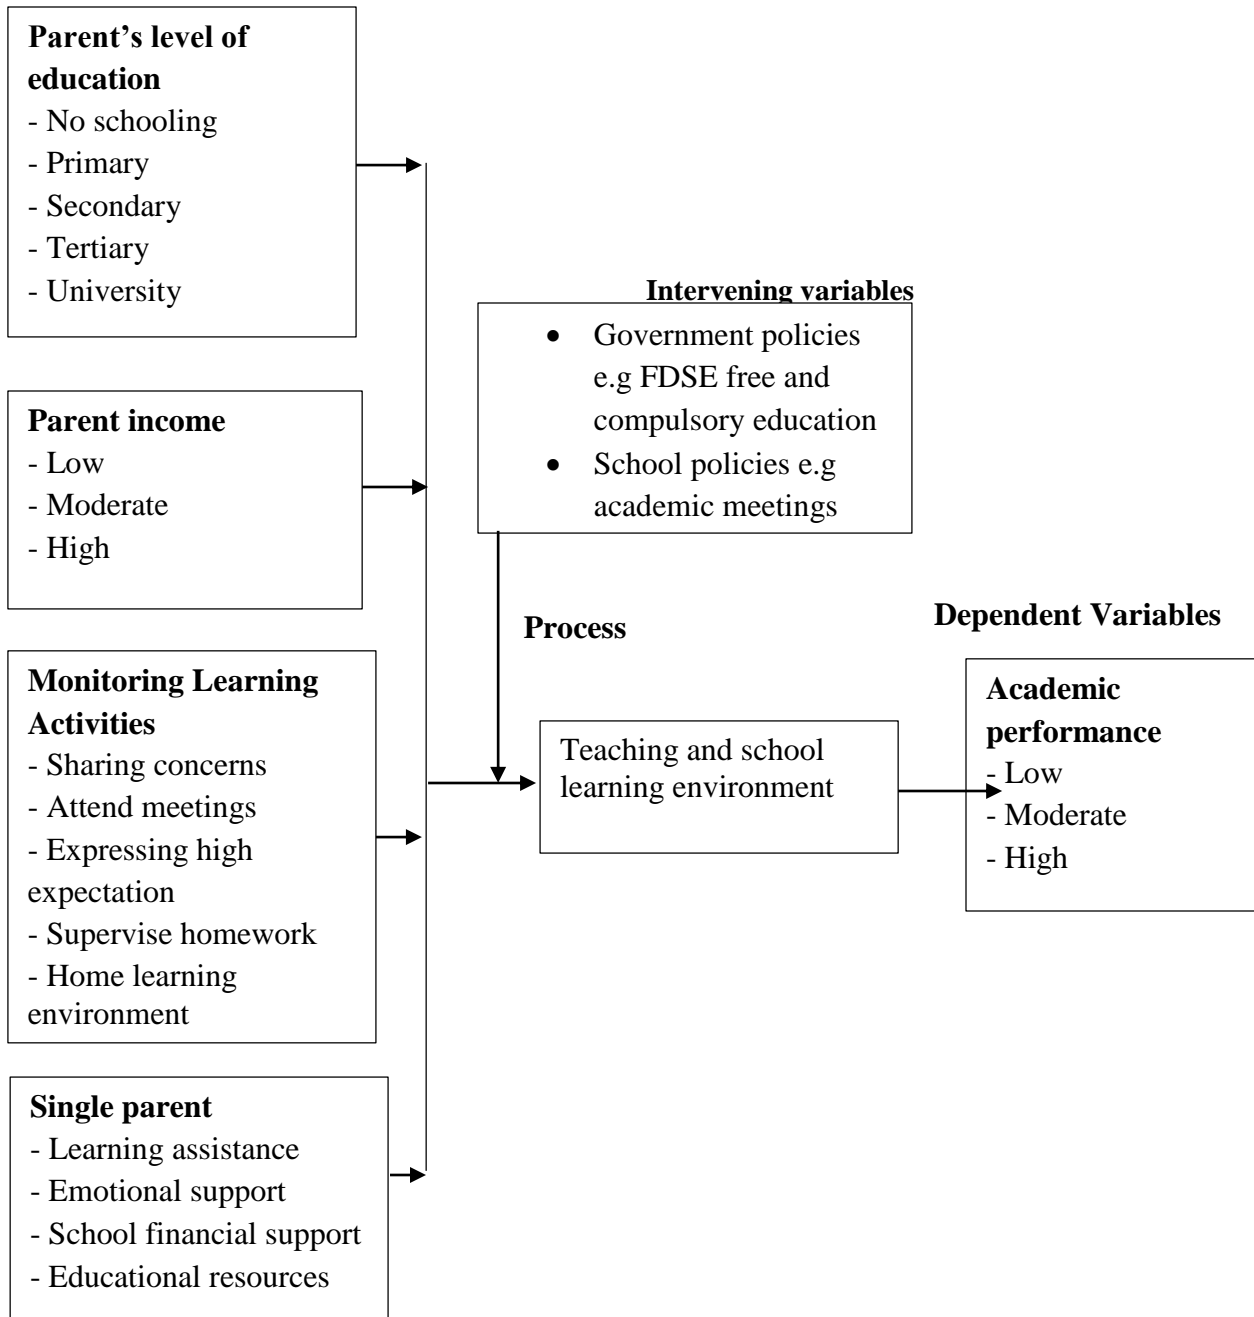 Parent’s level of
education
- No schooling
- Primary
- Secondary
- Tertiary
- University
Parent income
- Low
- Moderate
- High
Monitoring Learning
Activities
- Sharing concerns
- Attend meetings
- Expressing high
expectation
- Supervise homework
- Home learning
environment
Single parent
- Learning assistance
- Emotional support
- School financial support
- Educational resources
Intervening variables
• Government policies
e.g FDSE free and
compulsory education
• School policies e.g
academic meetings
Process
Teaching and school
learning environment
Dependent Variables
Academic
performance
- Low
- Moderate
- High